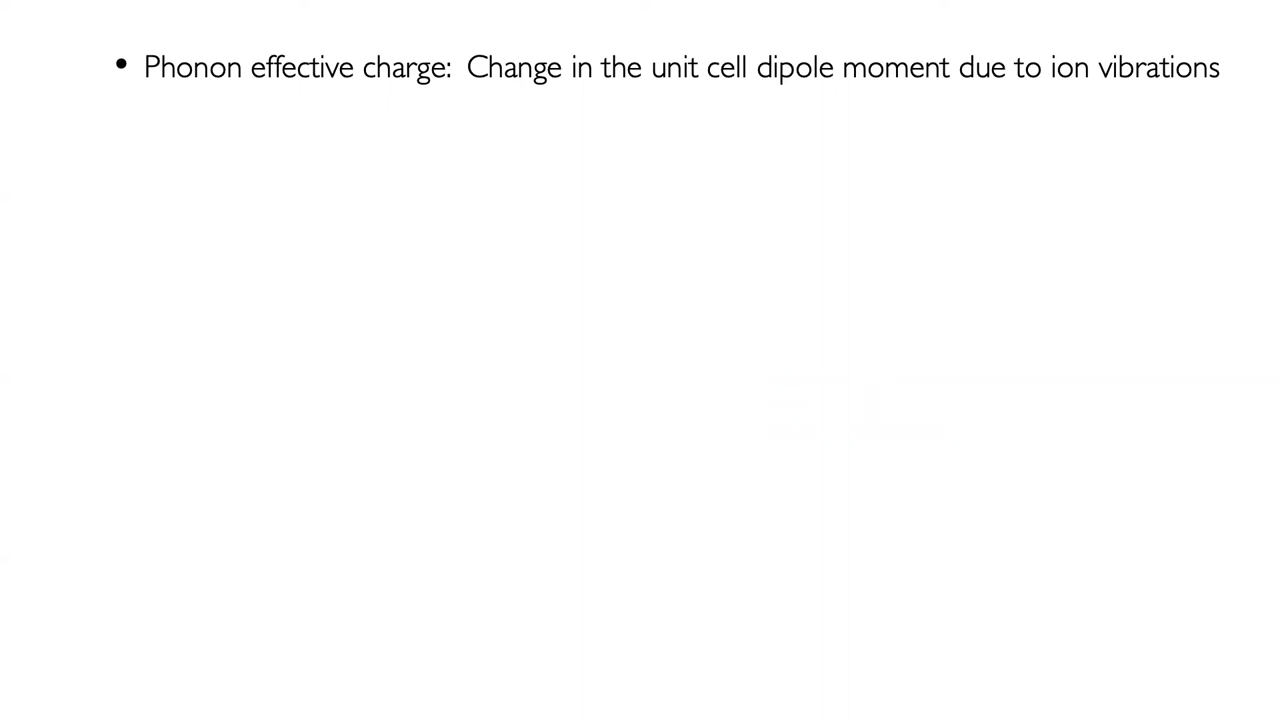 • Phonon effective charge:  Change in the unit cell dipole moment due to ion vibrations